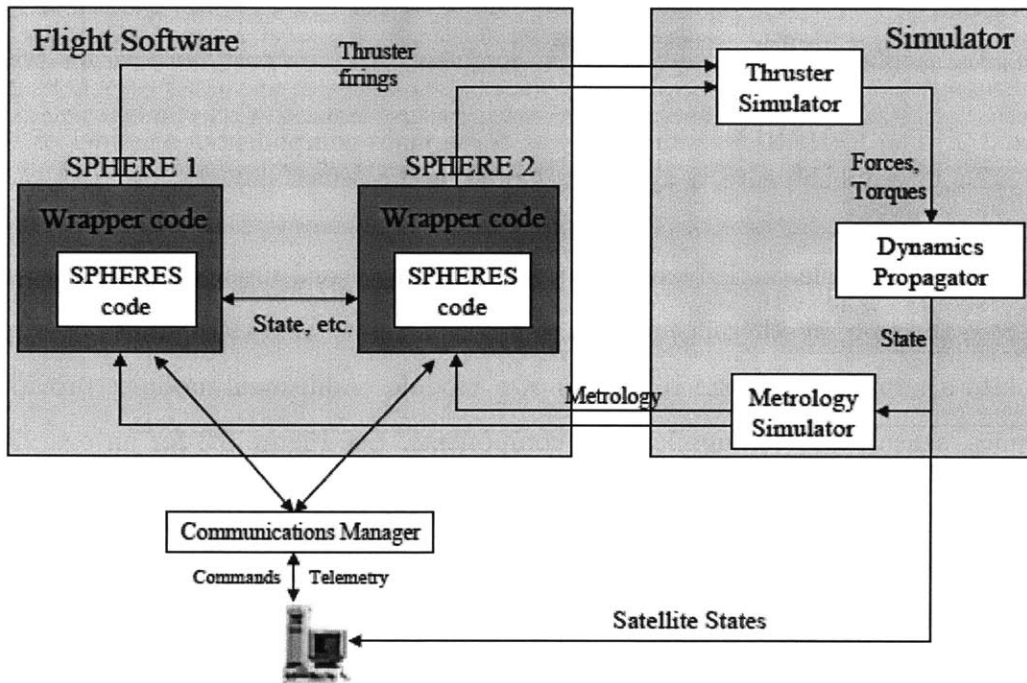 Flight Software
Simulator
Thruster
firings
Thruster
Simulator
SPHERE 1
SPHERE 2
Forces,
Torques
Wrapper code
Wrapper code
SPHERES
code
SPHERES
code
Dynamics
Propagator
State, etc.
State
Metrology
Metrology
Simulator
Communications Manager
Commands
Telemetry
Satellite States